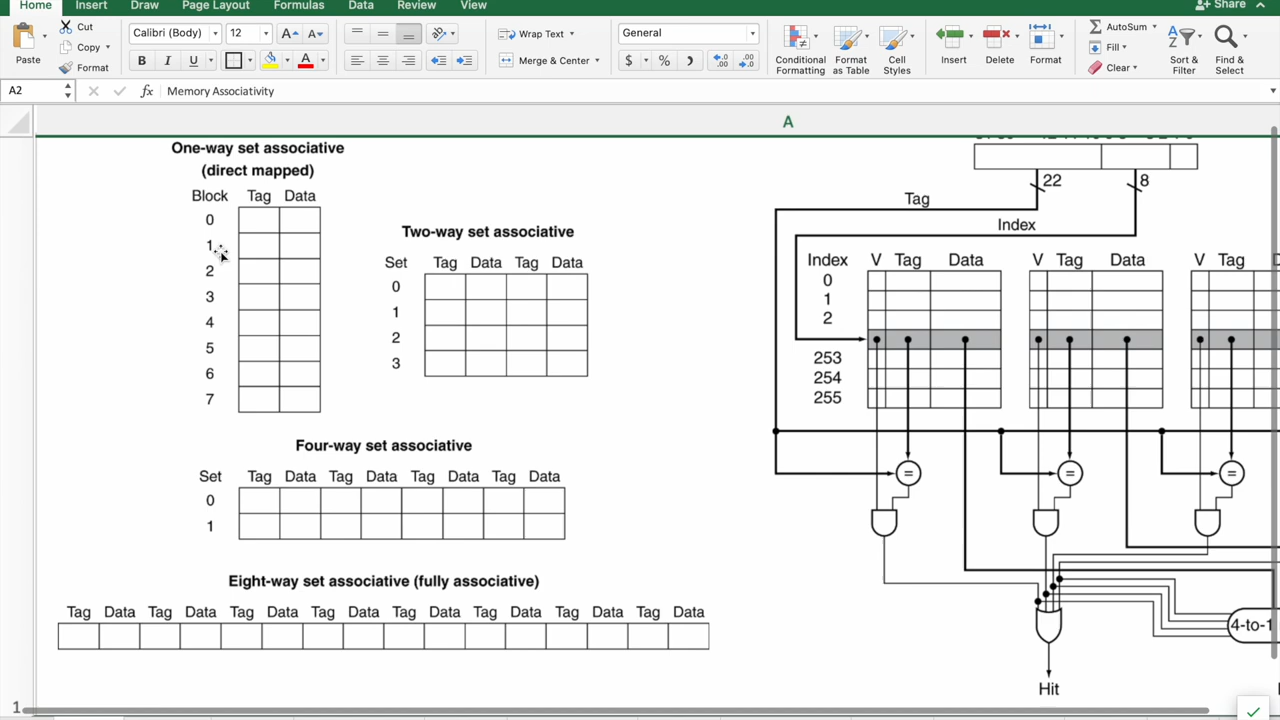 Home Insert Draw Page Layout Formulas Data Review View Share
Cut
Copy
Format
Paste
Calibri (Body) 12 A A
B I U A
Wrap Text
Merge & Center
General
$ %
Conditional Formatting
Format as Table
Cell Styles
Insert
Delete
Format
AutoSum
Fill
Clear
Sort & Filter
Find & Select
A2 fx Memory Associativity
A
1
One-way set associative
(direct mapped)
Block Tag Data
0
1
2
3
4
5
6
7
Two-way set associative
Set Tag Data Tag Data
0
1
2
3
Four-way set associative
Set Tag Data Tag Data Tag Data Tag Data
0
1
Eight-way set associative (fully associative)
Tag Data Tag Data Tag Data Tag Data Tag Data Tag Data Tag Data Tag Data
22 8
Tag
Index
Index V Tag Data V Tag Data V Tag
0
1
2
253
254
255
= = =
4-to-1
Hit